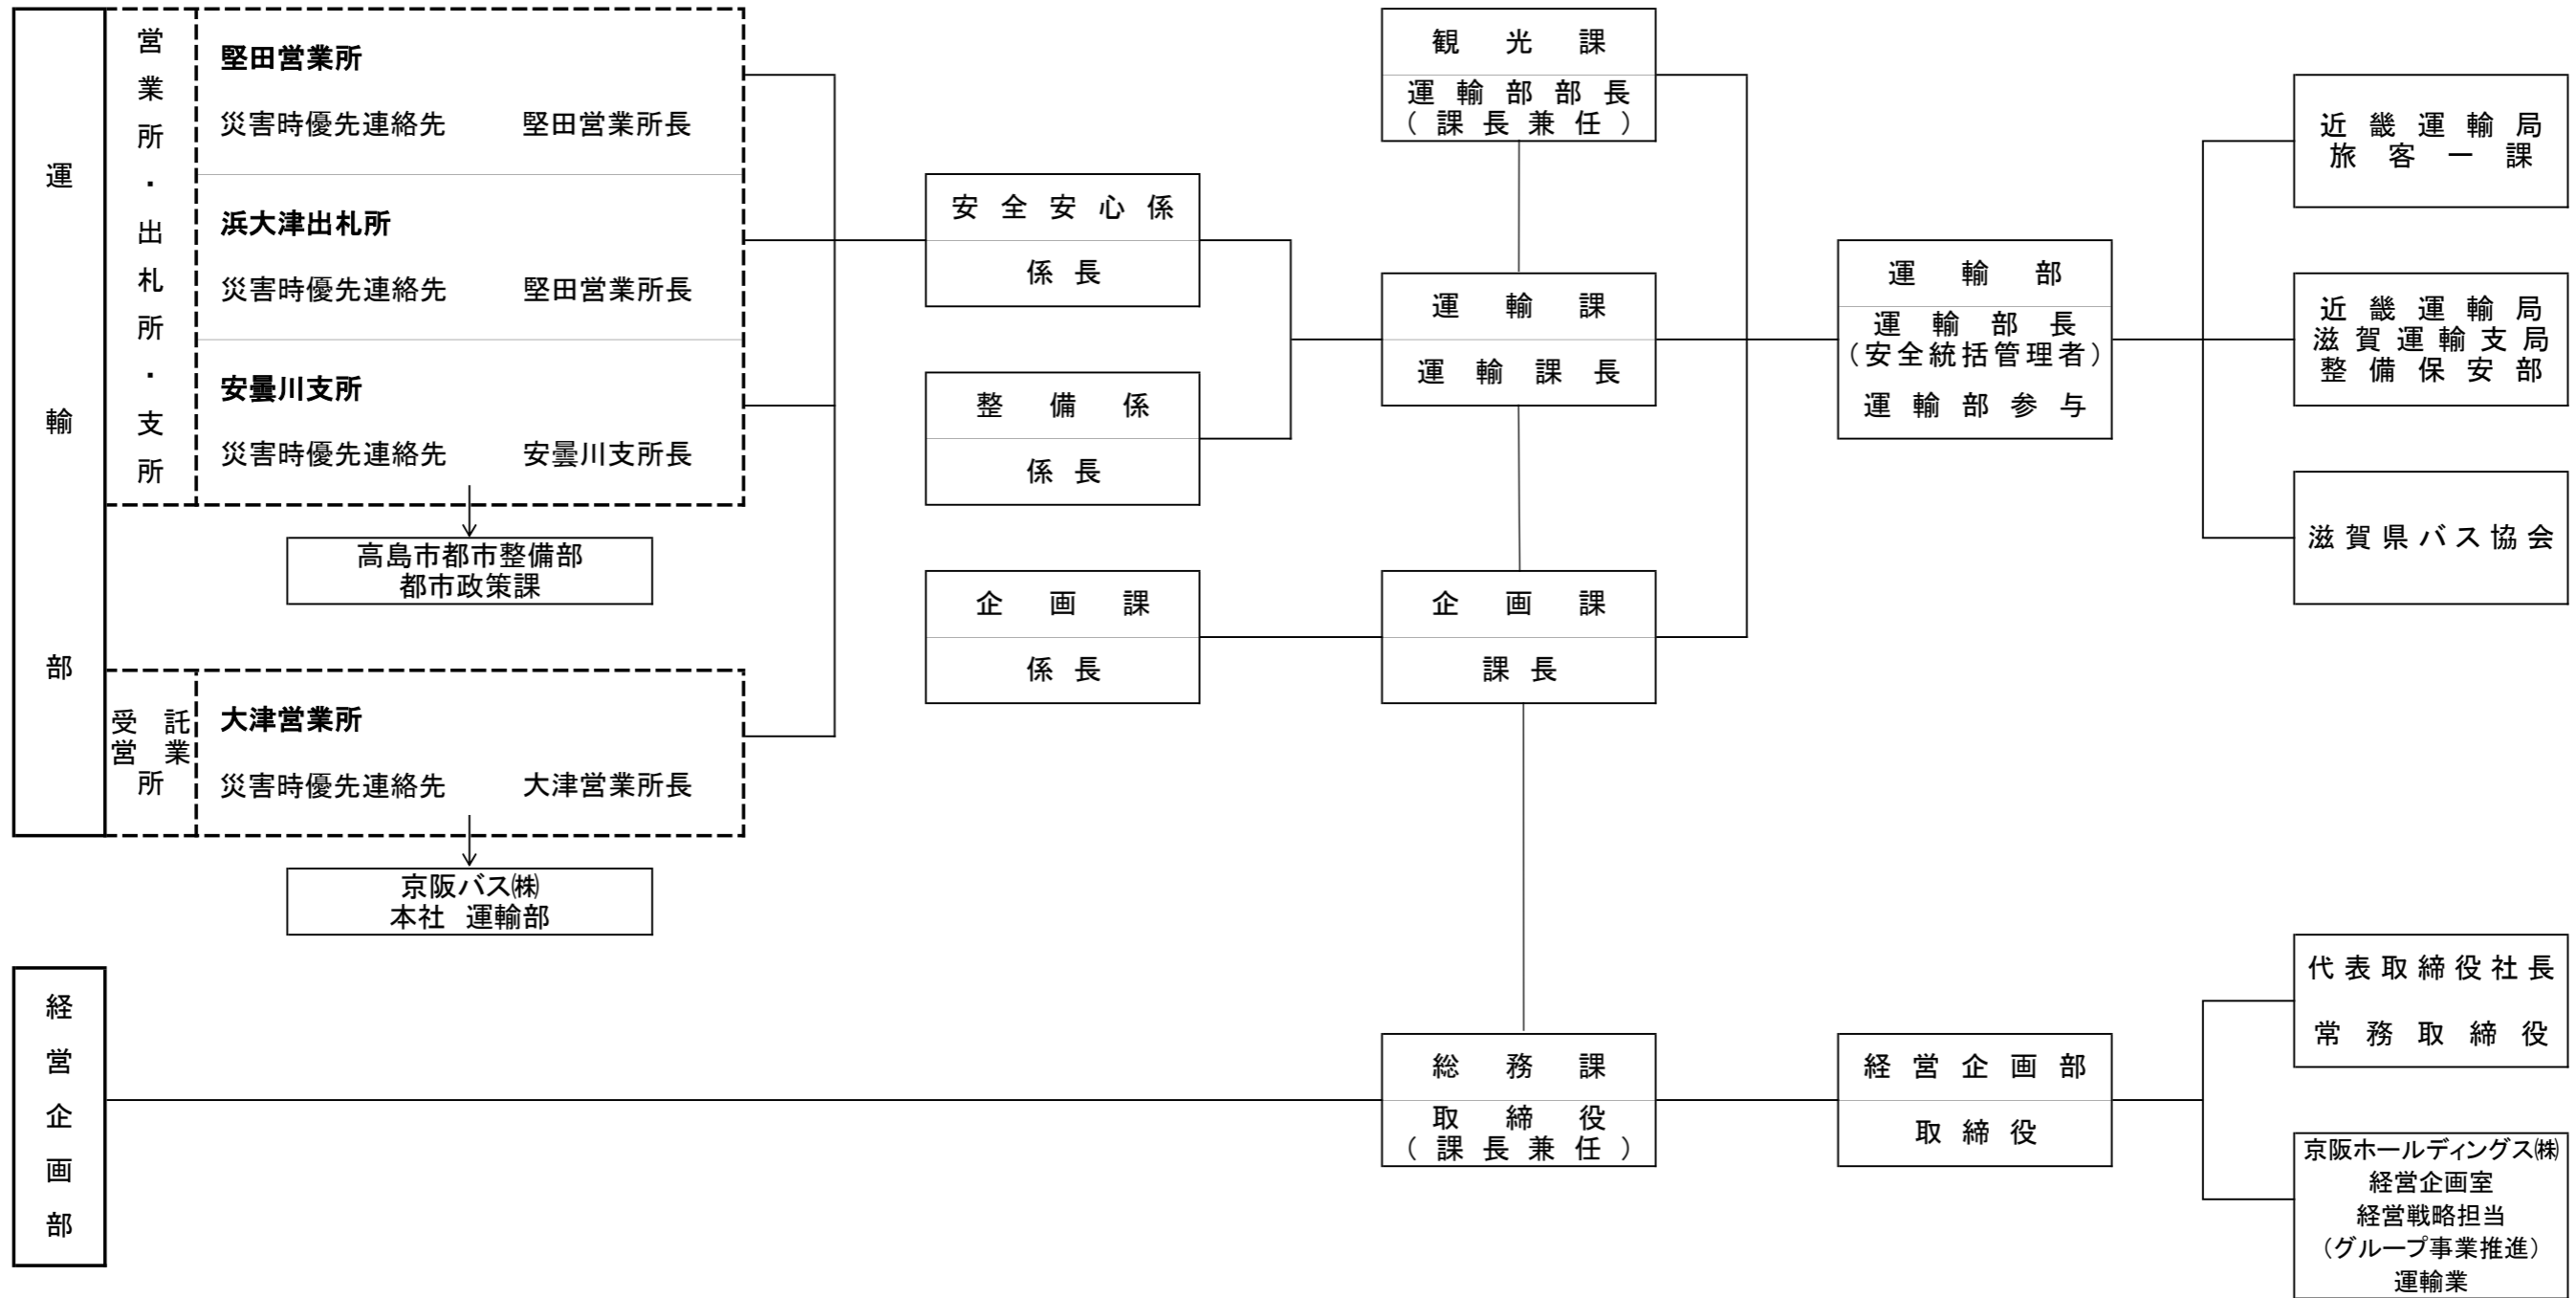 運輸部
営業所・出札所・支所
堅田営業所
災害時優先連絡先 堅田営業所長
浜大津出札所
災害時優先連絡先 堅田営業所長
安曇川支所
災害時優先連絡先 安曇川支所長
高島市都市整備部
都市政策課
受託
営業
所
大津営業所
災害時優先連絡先 大津営業所長
京阪バス㈱
本社 運輸部
安全安心係
係長
整備係
係長
企画課
係長
観光課
運輸部部長
(課長兼任)
運輸課
運輸課長
企画課
課長
運輸部
運輸部長
(安全統括管理者)
運輸部参与
近畿運輸局
旅客一課
近畿運輸局
滋賀運輸支局
整備保安部
滋賀県バス協会
経営企画部
総務課
取締役
(課長兼任)
経営企画部
取締役
代表取締役社長
常務取締役
京阪ホールディングス㈱
経営企画室
経営戦略担当
(グループ事業推進)
運輸業